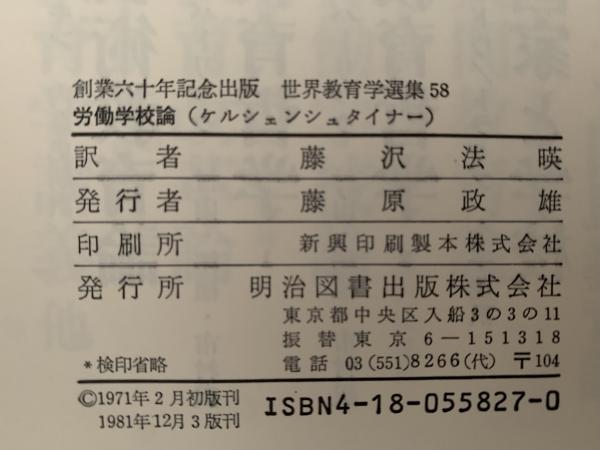 創業六十年記念出版 世界教育学選集58
労働学校論(ケルシェンシュタイナー)
訳者 藤沢法暎
発行者 藤原政雄
印刷所 新興印刷製本株式会社
発行所 明治図書出版株式会社
東京都中央区入船3の3の11
振替東京 6-151318
*検印省略 電話 03(551)8266(代) 〒104
©1971年2月初版刊
1981年12月3版刊 ISBN4-18-055827-0